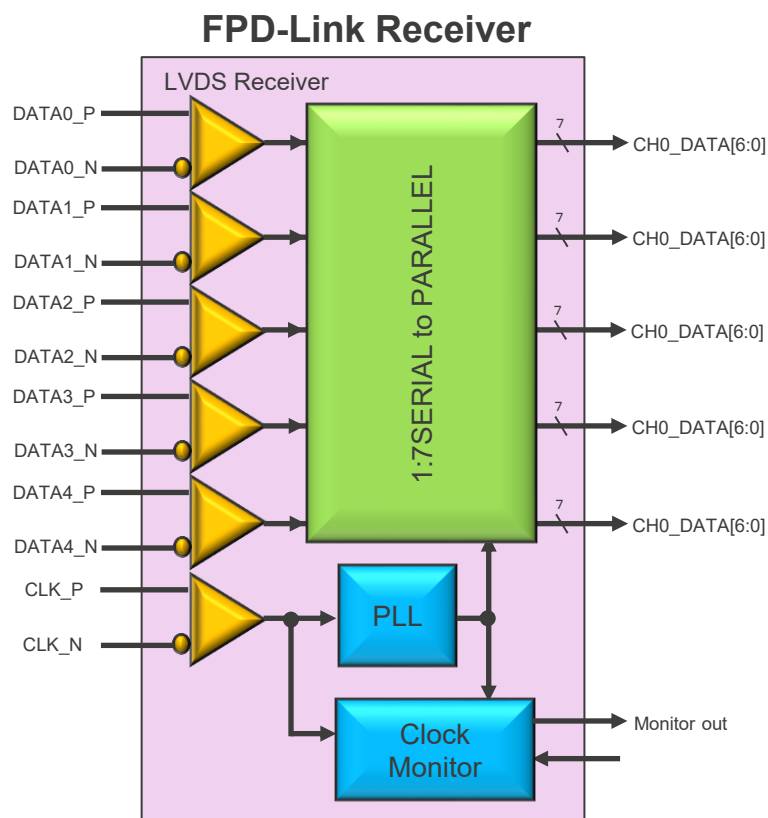 FPD-Link Receiver
LVDS Receiver
DATA0_P
DATA0_N
DATA1_P
DATA1_N
DATA2_P
DATA2_N
DATA3_P
DATA3_N
DATA4_P
DATA4_N
CLK_P
CLK_N
1:7SERIAL to PARALLEL
7
CH0_DATA[6:0]
7
CH0_DATA[6:0]
7
CH0_DATA[6:0]
7
CH0_DATA[6:0]
7
CH0_DATA[6:0]
PLL
Clock
Monitor
Monitor out